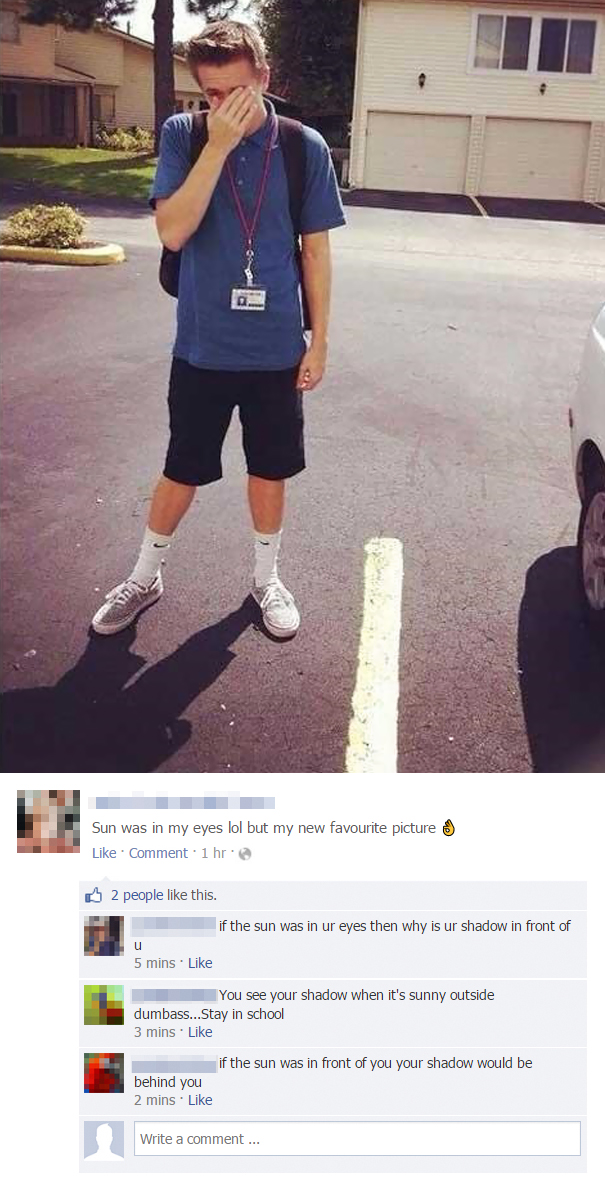 Sun was in my eyes lol but my new favourite picture 👌
Like · Comment · 1 hr ·
2 people like this.
if the sun was in ur eyes then why is ur shadow in front of
u
5 mins · Like
You see your shadow when it's sunny outside
dumbass...Stay in school
3 mins · Like
if the sun was in front of you your shadow would be
behind you
2 mins · Like
Write a comment ...